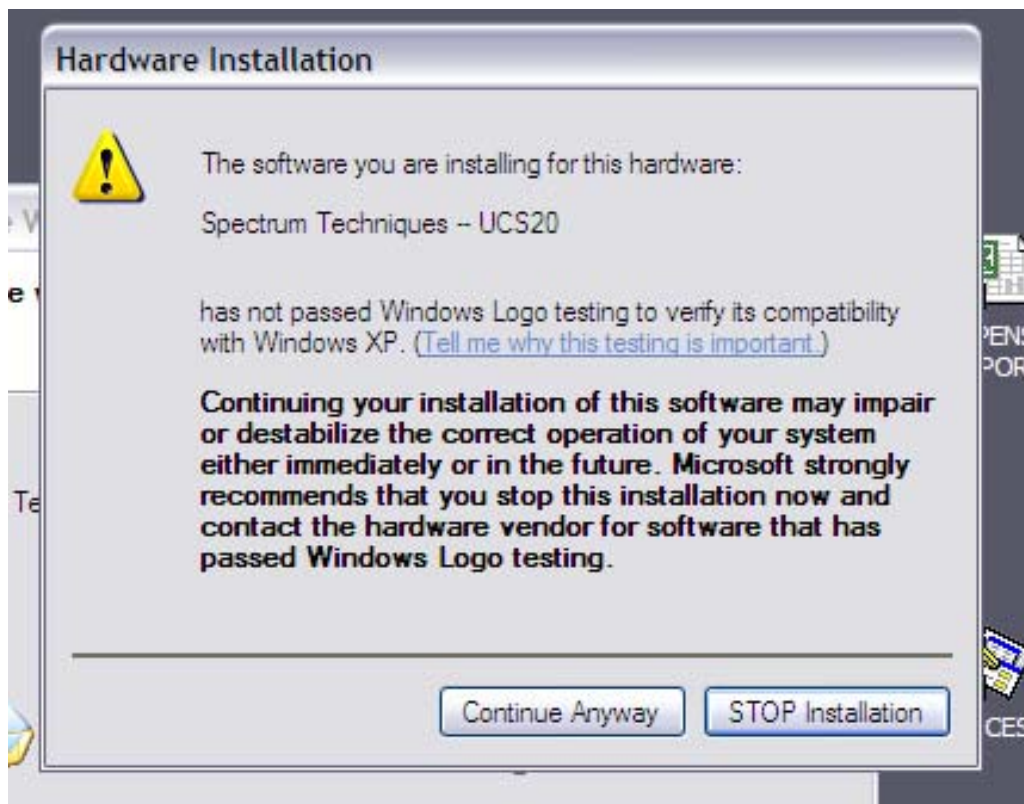 Hardware Installation
The software you are installing for this hardware:
Spectrum Techniques -- UCS20
has not passed Windows Logo testing to verify its compatibility
with Windows XP. (Tell me why this testing is important.)
Continuing your installation of this software may impair
or destabilize the correct operation of your system
either immediately or in the future. Microsoft strongly
recommends that you stop this installation now and
contact the hardware vendor for software that has
passed Windows Logo testing.
Continue Anyway
STOP Installation